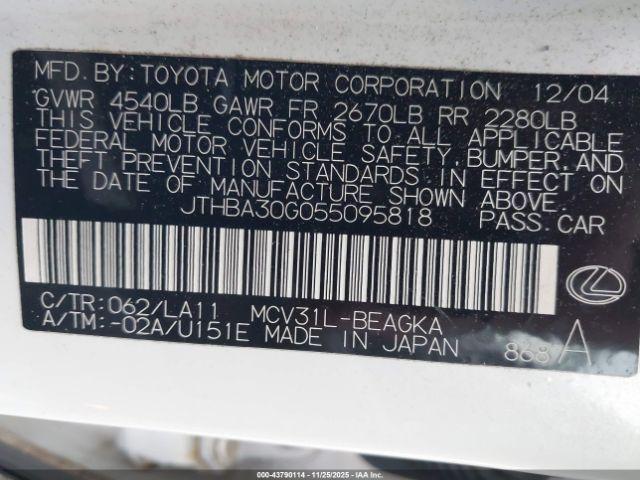 MFD. BY: TOYOTA MOTOR CORPORATION 12/04
GVWR 4540LB GAWR FR 2670LB RR 2280LB
THIS VEHICLE CONFORMS TO ALL APPLICABLE
FEDERAL MOTOR VEHICLE SAFETY, BUMPER, AND
THEFT PREVENTION STANDARDS IN EFFECT ON
THE DATE OF MANUFACTURE SHOWN ABOVE.
JTHBA30G055095818 PASS. CAR
C/TR: 062/LA11 MCV31L-BEAGKA
A/TM: -02A/U151E MADE IN JAPAN 868 A
000-43790114 - 11/25/2025 - IAAI.COM